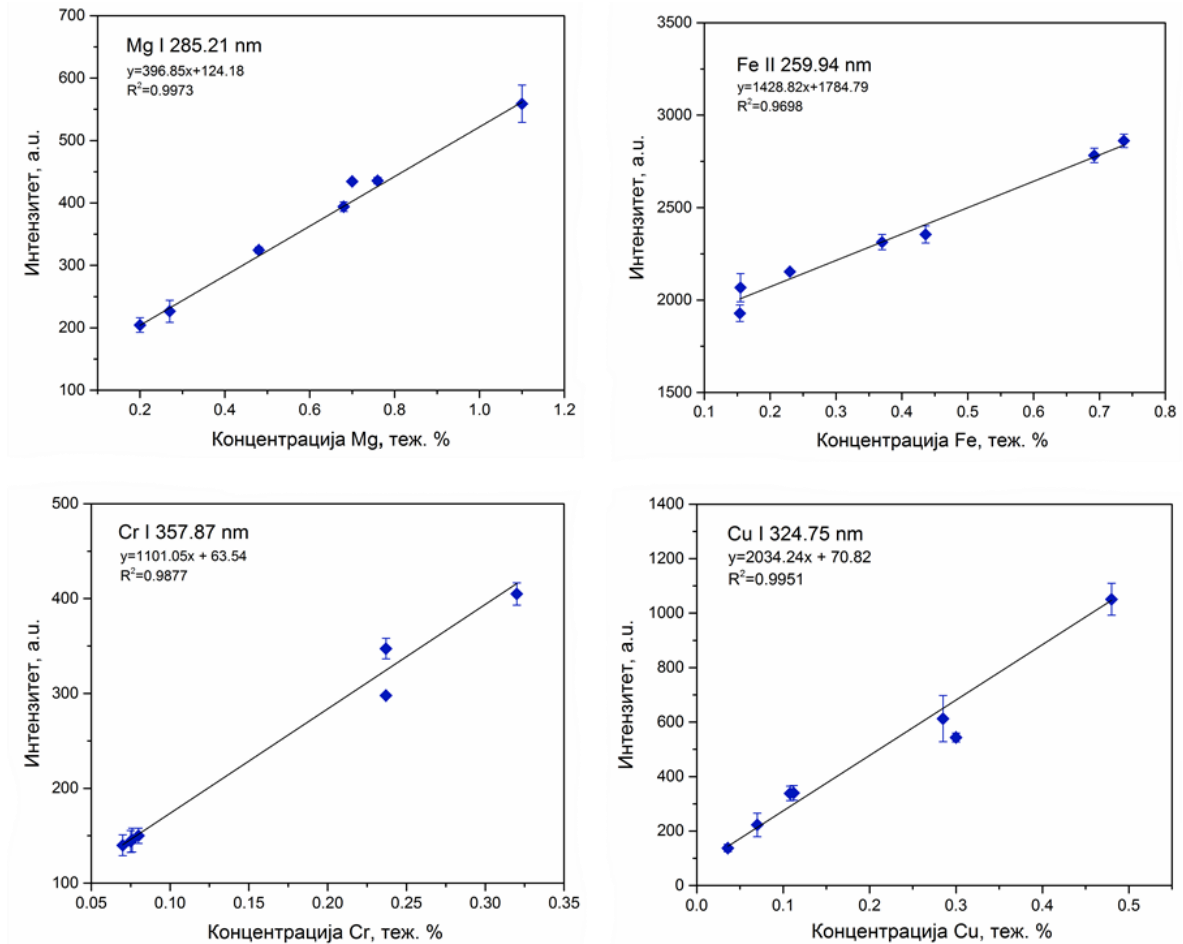 Mg I 285.21 nm
y=396.85x+124.18
R²=0.9973
Интензитет, a.u.
700
600
500
400
300
200
100
0.2
0.4
0.6
0.8
1.0
1.2
Концентрација Mg, теж. %
Fe II 259.94 nm
y=1428.82x+1784.79
R²=0.9698
Интензитет, a.u.
3500
3000
2500
2000
1500
0.1
0.2
0.3
0.4
0.5
0.6
0.7
0.8
Концентрација Fe, теж. %
Cr I 357.87 nm
y=1101.05x + 63.54
R²=0.9877
Интензитет, a.u.
500
400
300
200
100
0.05
0.10
0.15
0.20
0.25
0.30
0.35
Концентрација Cr, теж. %
Cu I 324.75 nm
y=2034.24x + 70.82
R²=0.9951
Интензитет, a.u.
1400
1200
1000
800
600
400
200
0
0.0
0.1
0.2
0.3
0.4
0.5
Концентрација Cu, теж. %